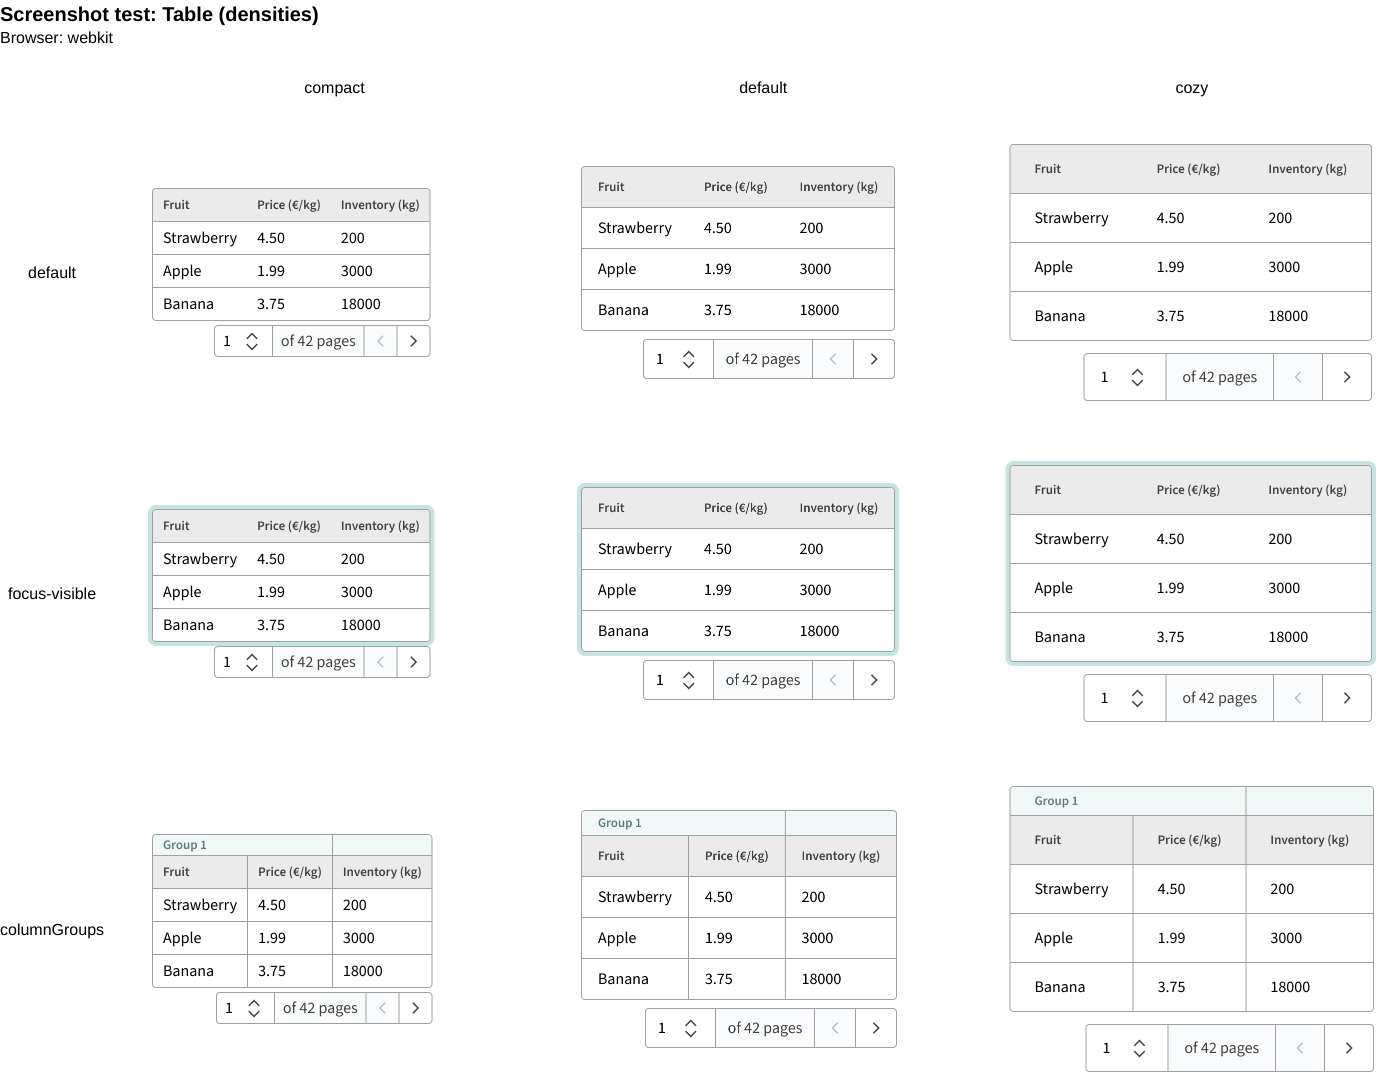 Screenshot test: Table (densities)
Browser: webkit
compact default cozy
default
Fruit Price (€/kg) Inventory (kg)
Strawberry 4.50 200
Apple 1.99 3000
Banana 3.75 18000
1 of 42 pages
Fruit Price (€/kg) Inventory (kg)
Strawberry 4.50 200
Apple 1.99 3000
Banana 3.75 18000
1 of 42 pages
Fruit Price (€/kg) Inventory (kg)
Strawberry 4.50 200
Apple 1.99 3000
Banana 3.75 18000
1 of 42 pages
focus-visible
Fruit Price (€/kg) Inventory (kg)
Strawberry 4.50 200
Apple 1.99 3000
Banana 3.75 18000
1 of 42 pages
Fruit Price (€/kg) Inventory (kg)
Strawberry 4.50 200
Apple 1.99 3000
Banana 3.75 18000
1 of 42 pages
Fruit Price (€/kg) Inventory (kg)
Strawberry 4.50 200
Apple 1.99 3000
Banana 3.75 18000
1 of 42 pages
columnGroups
Group 1
Fruit Price (€/kg) Inventory (kg)
Strawberry 4.50 200
Apple 1.99 3000
Banana 3.75 18000
1 of 42 pages
Group 1
Fruit Price (€/kg) Inventory (kg)
Strawberry 4.50 200
Apple 1.99 3000
Banana 3.75 18000
1 of 42 pages
Group 1
Fruit Price (€/kg) Inventory (kg)
Strawberry 4.50 200
Apple 1.99 3000
Banana 3.75 18000
1 of 42 pages